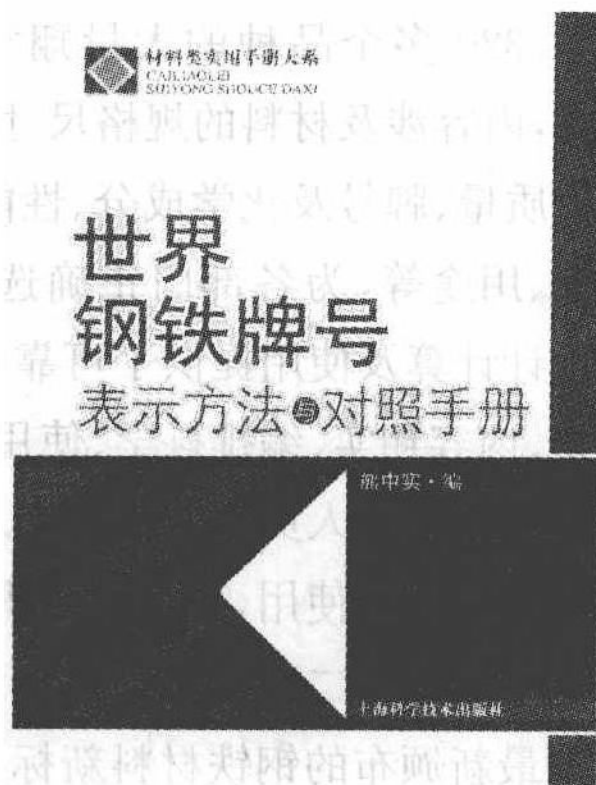 材料类实用手册大系
CAILIAOLEI
SHIYONG SHOUCE DAXI
世界
钢铁牌号
表示方法与对照手册
熊中实·编
上海科学技术出版社